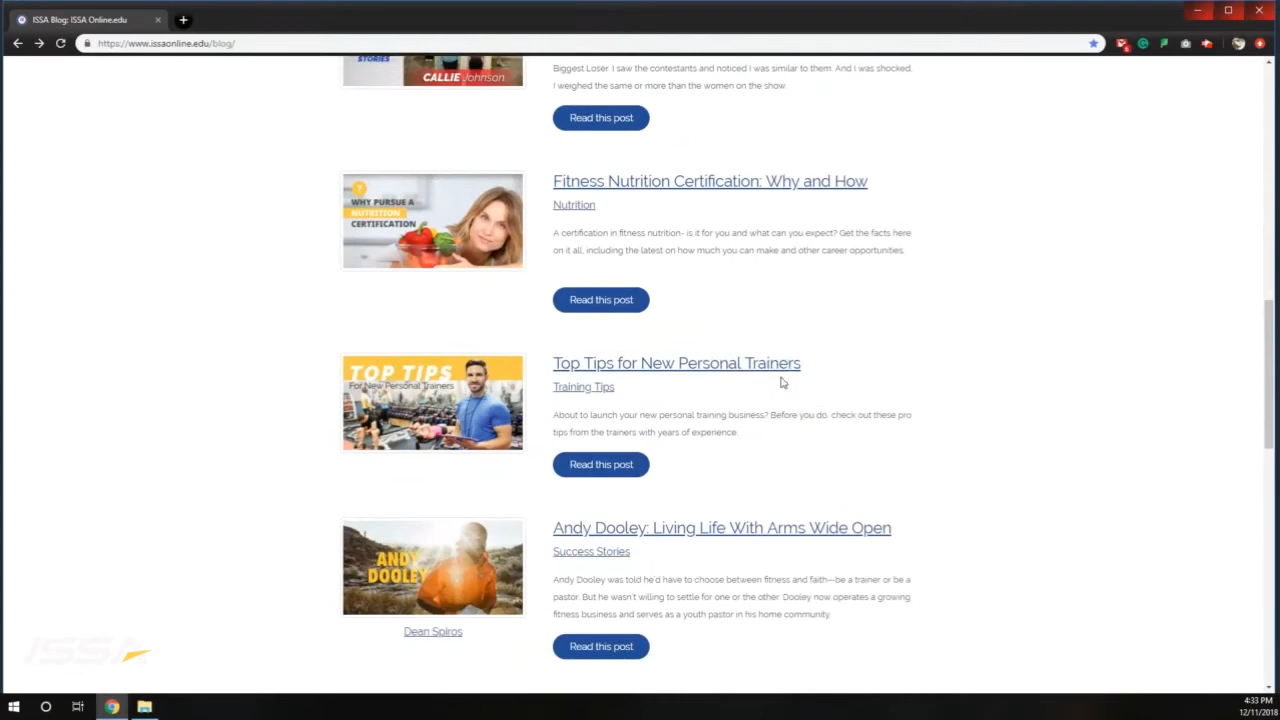 ISSA Blog: ISSA Online.edu
https://www.issaonline.edu/blog/
STORIES
CALLIE Johnson
Biggest Loser. I saw the contestants and noticed I was similar to them. And I was shocked,
I weighed the same or more than the women on the show.
Read this post
?
WHY PURSUE A
NUTRITION
CERTIFICATION
Fitness Nutrition Certification: Why and How
Nutrition
A certification in fitness nutrition- is it for you and what can you expect? Get the facts here
on it all, including the latest on how much you can make and other career opportunities.
Read this post
TOP TIPS
For New Personal Trainers
Top Tips for New Personal Trainers
Training Tips
About to launch your new personal training business? Before you do, check out these pro
tips from the trainers with years of experience.
Read this post
ANDY
DOOLEY
Dean Spiros
Andy Dooley: Living Life With Arms Wide Open
Success Stories
Andy Dooley was told he'd have to choose between fitness and faith—be a trainer or be a
pastor. But he wasn't willing to settle for one or the other. Dooley now operates a growing
fitness business and serves as a youth pastor in his home community.
Read this post
ISSA
4:33 PM
12/11/2018